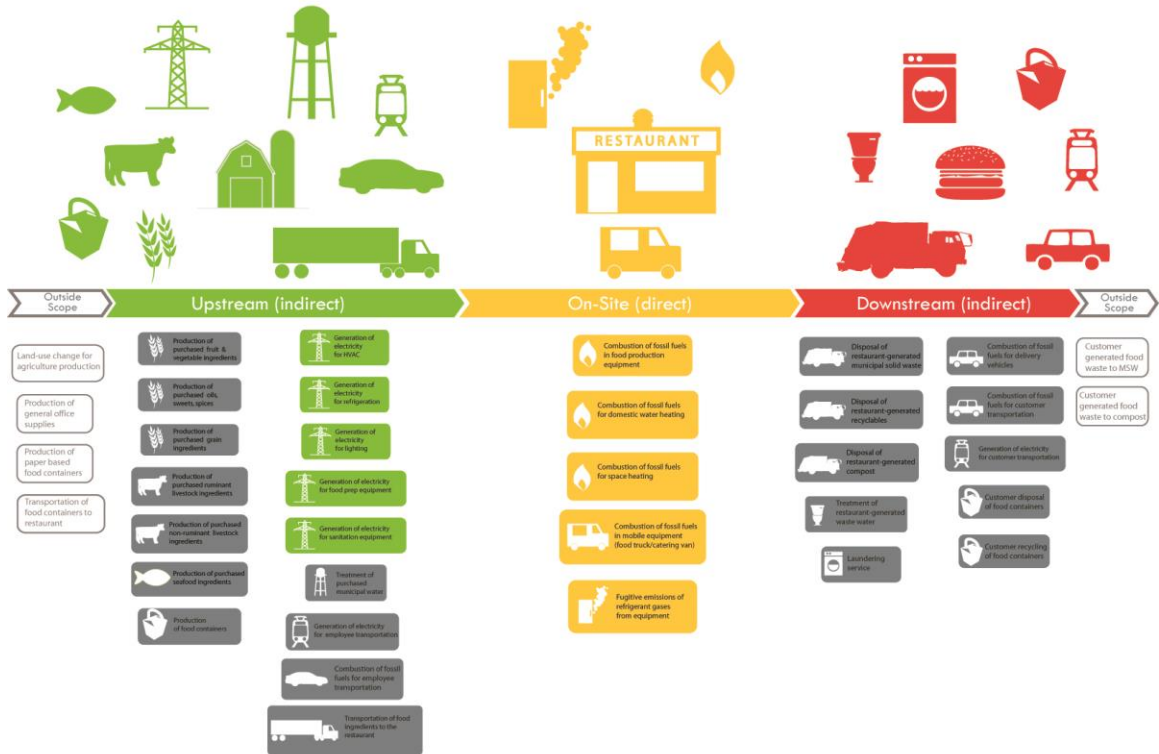 RESTAURANT
Outside
Scope
Upstream (indirect)
On-Site (direct)
Downstream (indirect)
Outside
Scope
Land-use change for
agriculture production
Production of
general office
supplies
Production of
paper based
food containers
Transportation of
food containers to
restaurant
Production of
purchased fruit &
vegetable ingredients
Production of
purchased oils,
sweets, spices
Production of
purchased grain
ingredients
Production of
purchased ruminant
livestock ingredients
Production of purchased
non-ruminant livestock
ingredients
Production of purchased
seafood ingredients
Production
of food containers
Generation of
electricity
for HVAC
Generation of
electricity
for refrigeration
Generation of
electricity
for lighting
Generation of electricity
for food prep equipment
Generation of electricity
for sanitation equipment
Treatment of
purchased
municipal water
Generation of electricity
for employee transportation
Combustion of fossil
fuels for employee
transportation
Transportation of food
ingredients to the
restaurant
Combustion of fossil fuels
in food production
equipment
Combustion of fossil fuels
for domestic water heating
Combustion of fossil fuels
for space heating
Combustion of fossil fuels
in mobile equipment
(food truck/catering van)
Fugitive emissions of
refrigerant gases
from equipment
Disposal of
restaurant-generated
municipal solid waste
Disposal of
restaurant-generated
recyclables
Disposal of
restaurant-generated
compost
Treatment of
restaurant-generated
waste water
Laundering
service
Combustion of fossil
fuels for delivery
vehicles
Combustion of fossil
fuels for customer
transportation
Generation of electricity
for customer transportation
Customer disposal
of food containers
Customer recycling
of food containers
Customer
generated food
waste to MSW
Customer
generated food
waste to compost